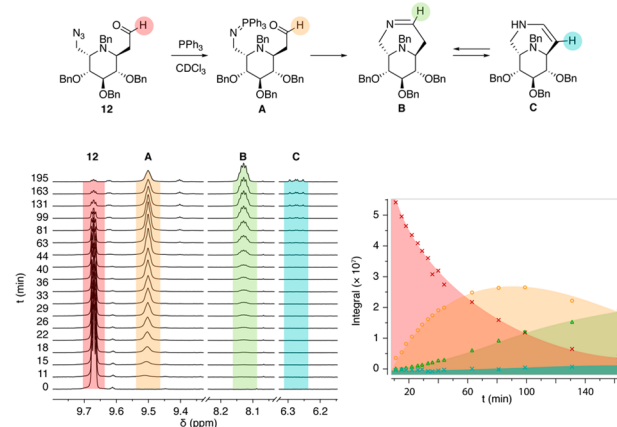 O H
N₃
N
Bn
BnO OBn
OBn
12
PPh₃
CDCl₃
PPh₃ O H
N
N
Bn
BnO OBn
OBn
A
H
N
N
Bn
BnO OBn
OBn
B
HN
H
N
Bn
BnO OBn
OBn
C
12 A B C
195
163
131
99
81
63
44
40
36
33
29
26
22
18
15
11
0
t (min)
9.7 9.6 9.5 9.4 8.2 8.1 6.3 6.2
δ (ppm)
Integral (× 10⁷)
5
4
3
2
1
0
20 60 100 140
t (min)